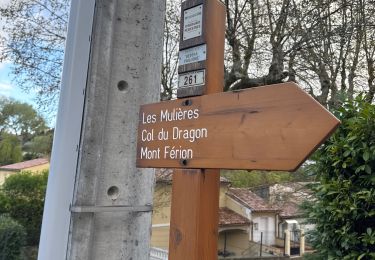 261
Les Mulières
Col du Dragon
Mont Férion